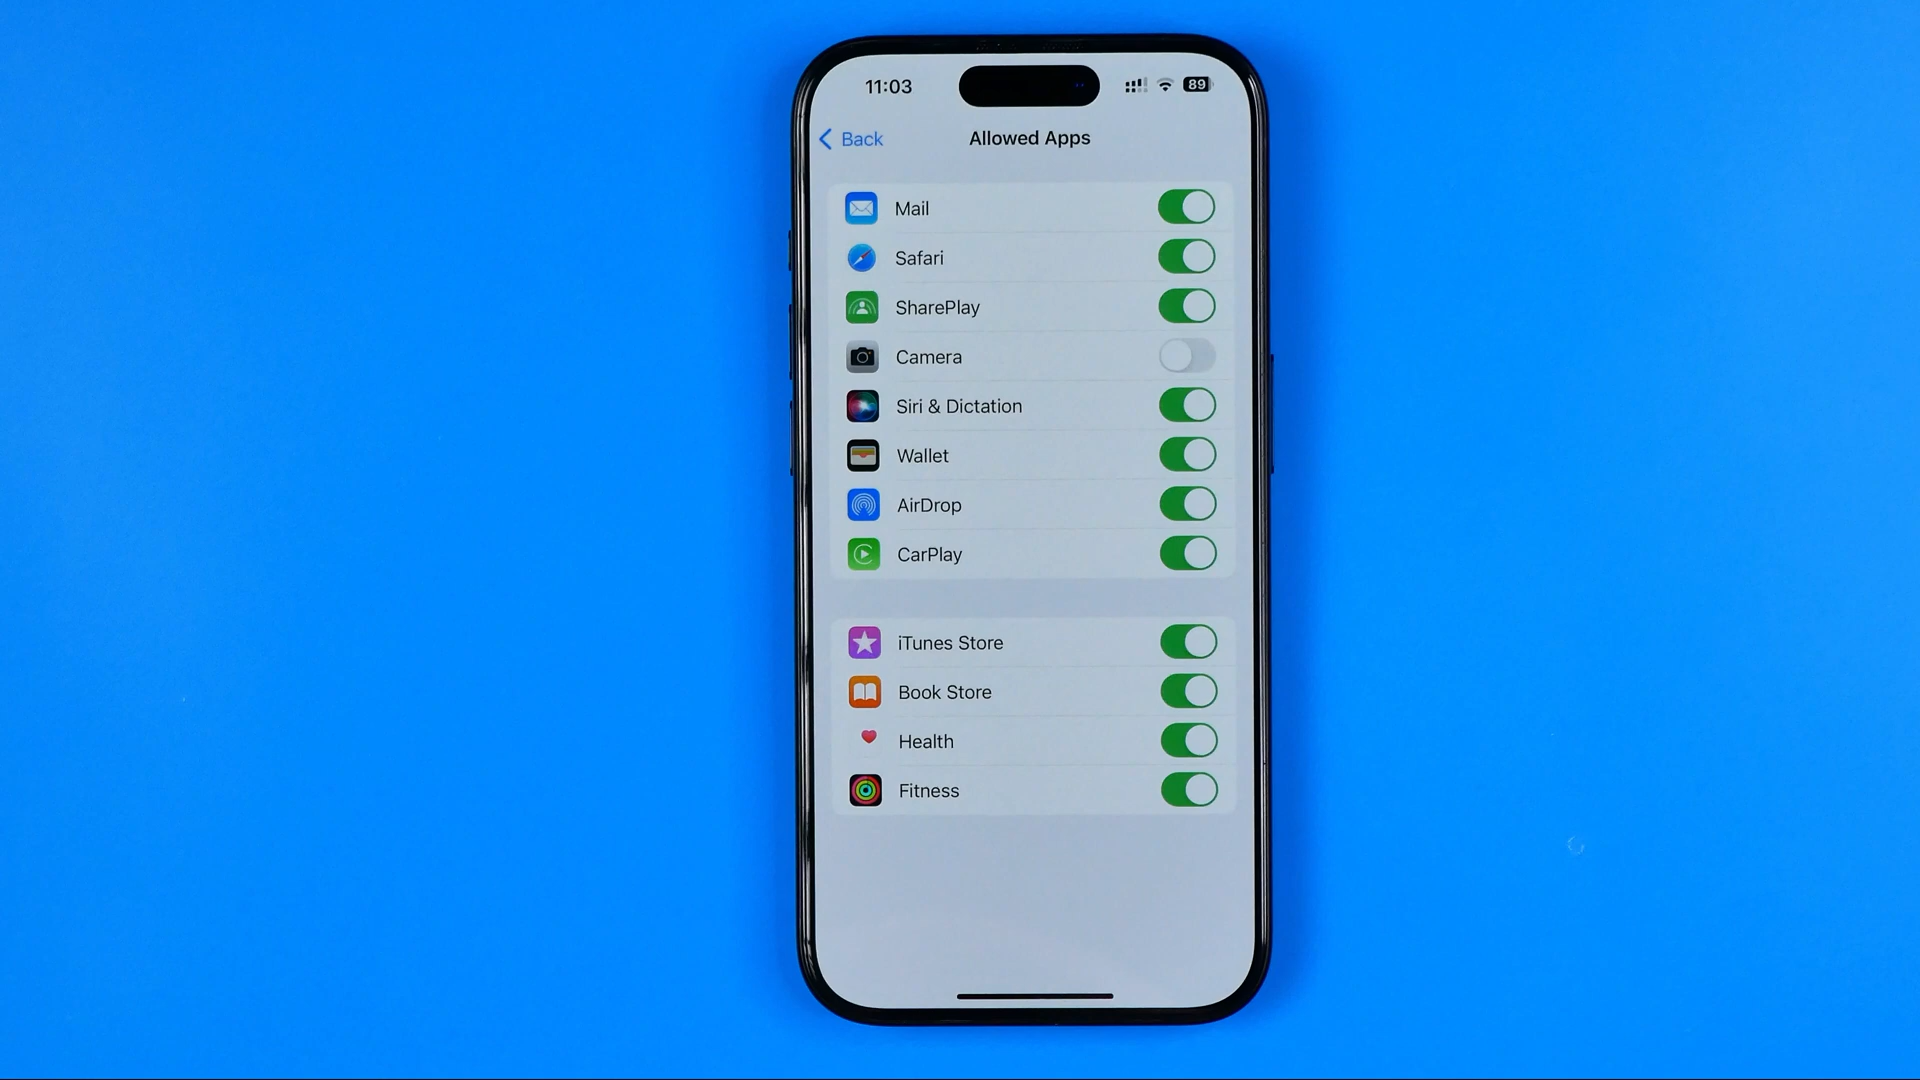 11:03
89
Back
Allowed Apps
Mail
Safari
SharePlay
Camera
Siri & Dictation
Wallet
AirDrop
CarPlay
iTunes Store
Book Store
Health
Fitness